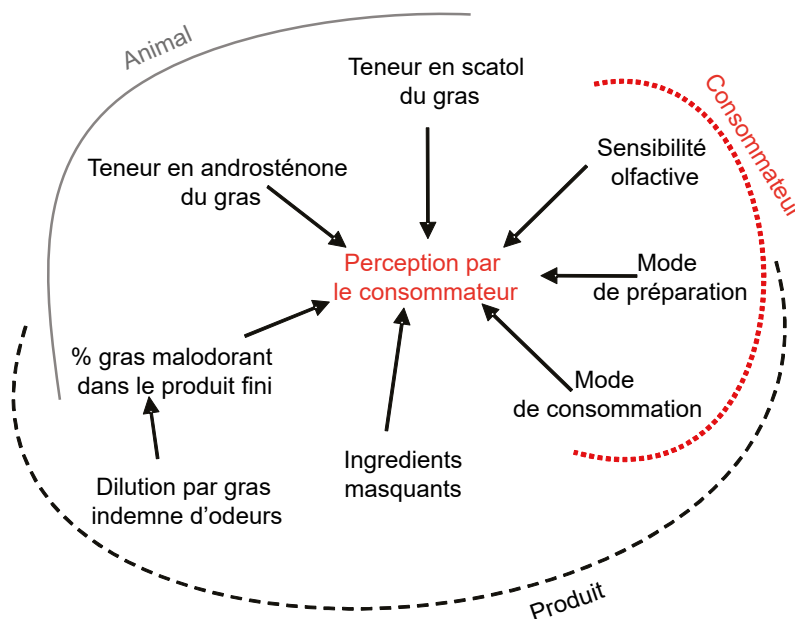 Animal
Teneur en scatol
du gras
Consommateur
Teneur en androsténone
du gras
Sensibilité
olfactive
Perception par
le consommateur
Mode
de préparation
% gras malodorant
dans le produit fini
Mode
de consommation
Ingredients
masquants
Dilution par gras
indemne d'odeurs
Produit